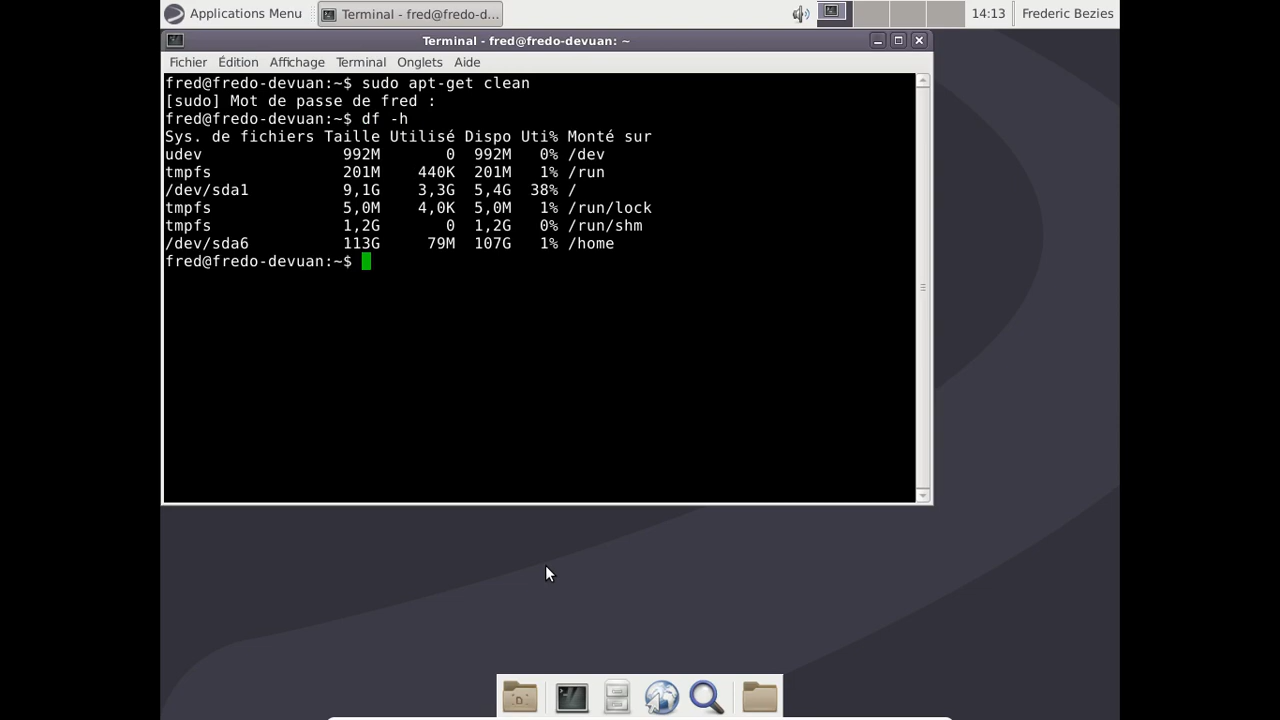 Applications Menu
Terminal - fred@fredo-d...
14:13
Frederic Bezies
Terminal - fred@fredo-devuan: ~
Fichier Édition Affichage Terminal Onglets Aide
fred@fredo-devuan:~$ sudo apt-get clean
[sudo] Mot de passe de fred :
fred@fredo-devuan:~$ df -h
Sys. de fichiers Taille Utilisé Dispo Uti% Monté sur
udev 992M 0 992M 0% /dev
tmpfs 201M 440K 201M 1% /run
/dev/sda1 9,1G 3,3G 5,4G 38% /
tmpfs 5,0M 4,0K 5,0M 1% /run/lock
tmpfs 1,2G 0 1,2G 0% /run/shm
/dev/sda6 113G 79M 107G 1% /home
fred@fredo-devuan:~$